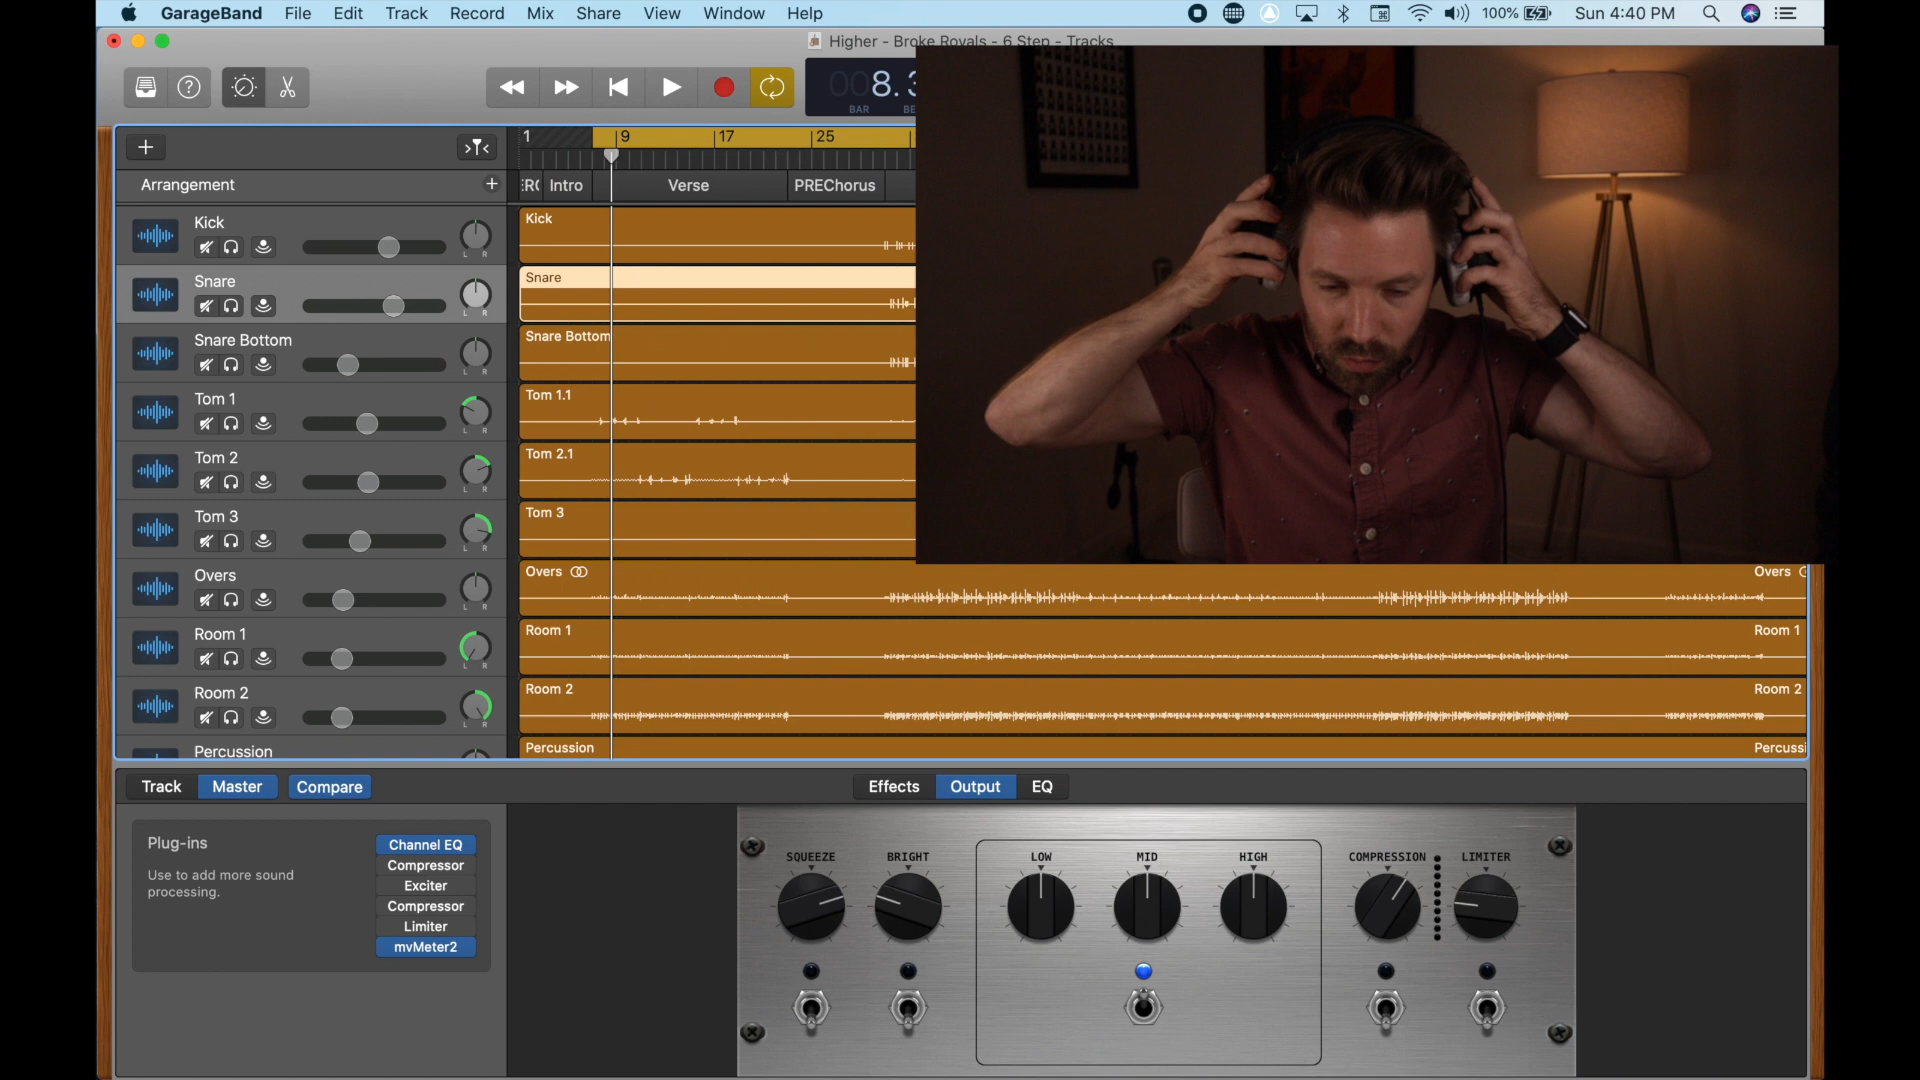 GarageBand File Edit Track Record Mix Share View Window Help 100% Sun 4:40 PM
Higher - Broke Royals - 6 Step - Tracks
008.3
BAR BE
1 9 17 25
Arrangement Intro Verse PREChorus
Kick Kick
L R
Snare Snare
L R
Snare Bottom Snare Bottom
L R
Tom 1 Tom 1.1
L R
Tom 2 Tom 2.1
L R
Tom 3 Tom 3
L R
Overs Overs Overs
L R
Room 1 Room 1 Room 1
L R
Room 2 Room 2 Room 2
L R
Percussion Percussion Percussi
Track Master Compare Effects Output EQ
Plug-ins Channel EQ
Use to add more sound
processing.
Compressor
Exciter
Compressor
Limiter
mvMeter2
SQUEEZE BRIGHT LOW MID HIGH COMPRESSION LIMITER